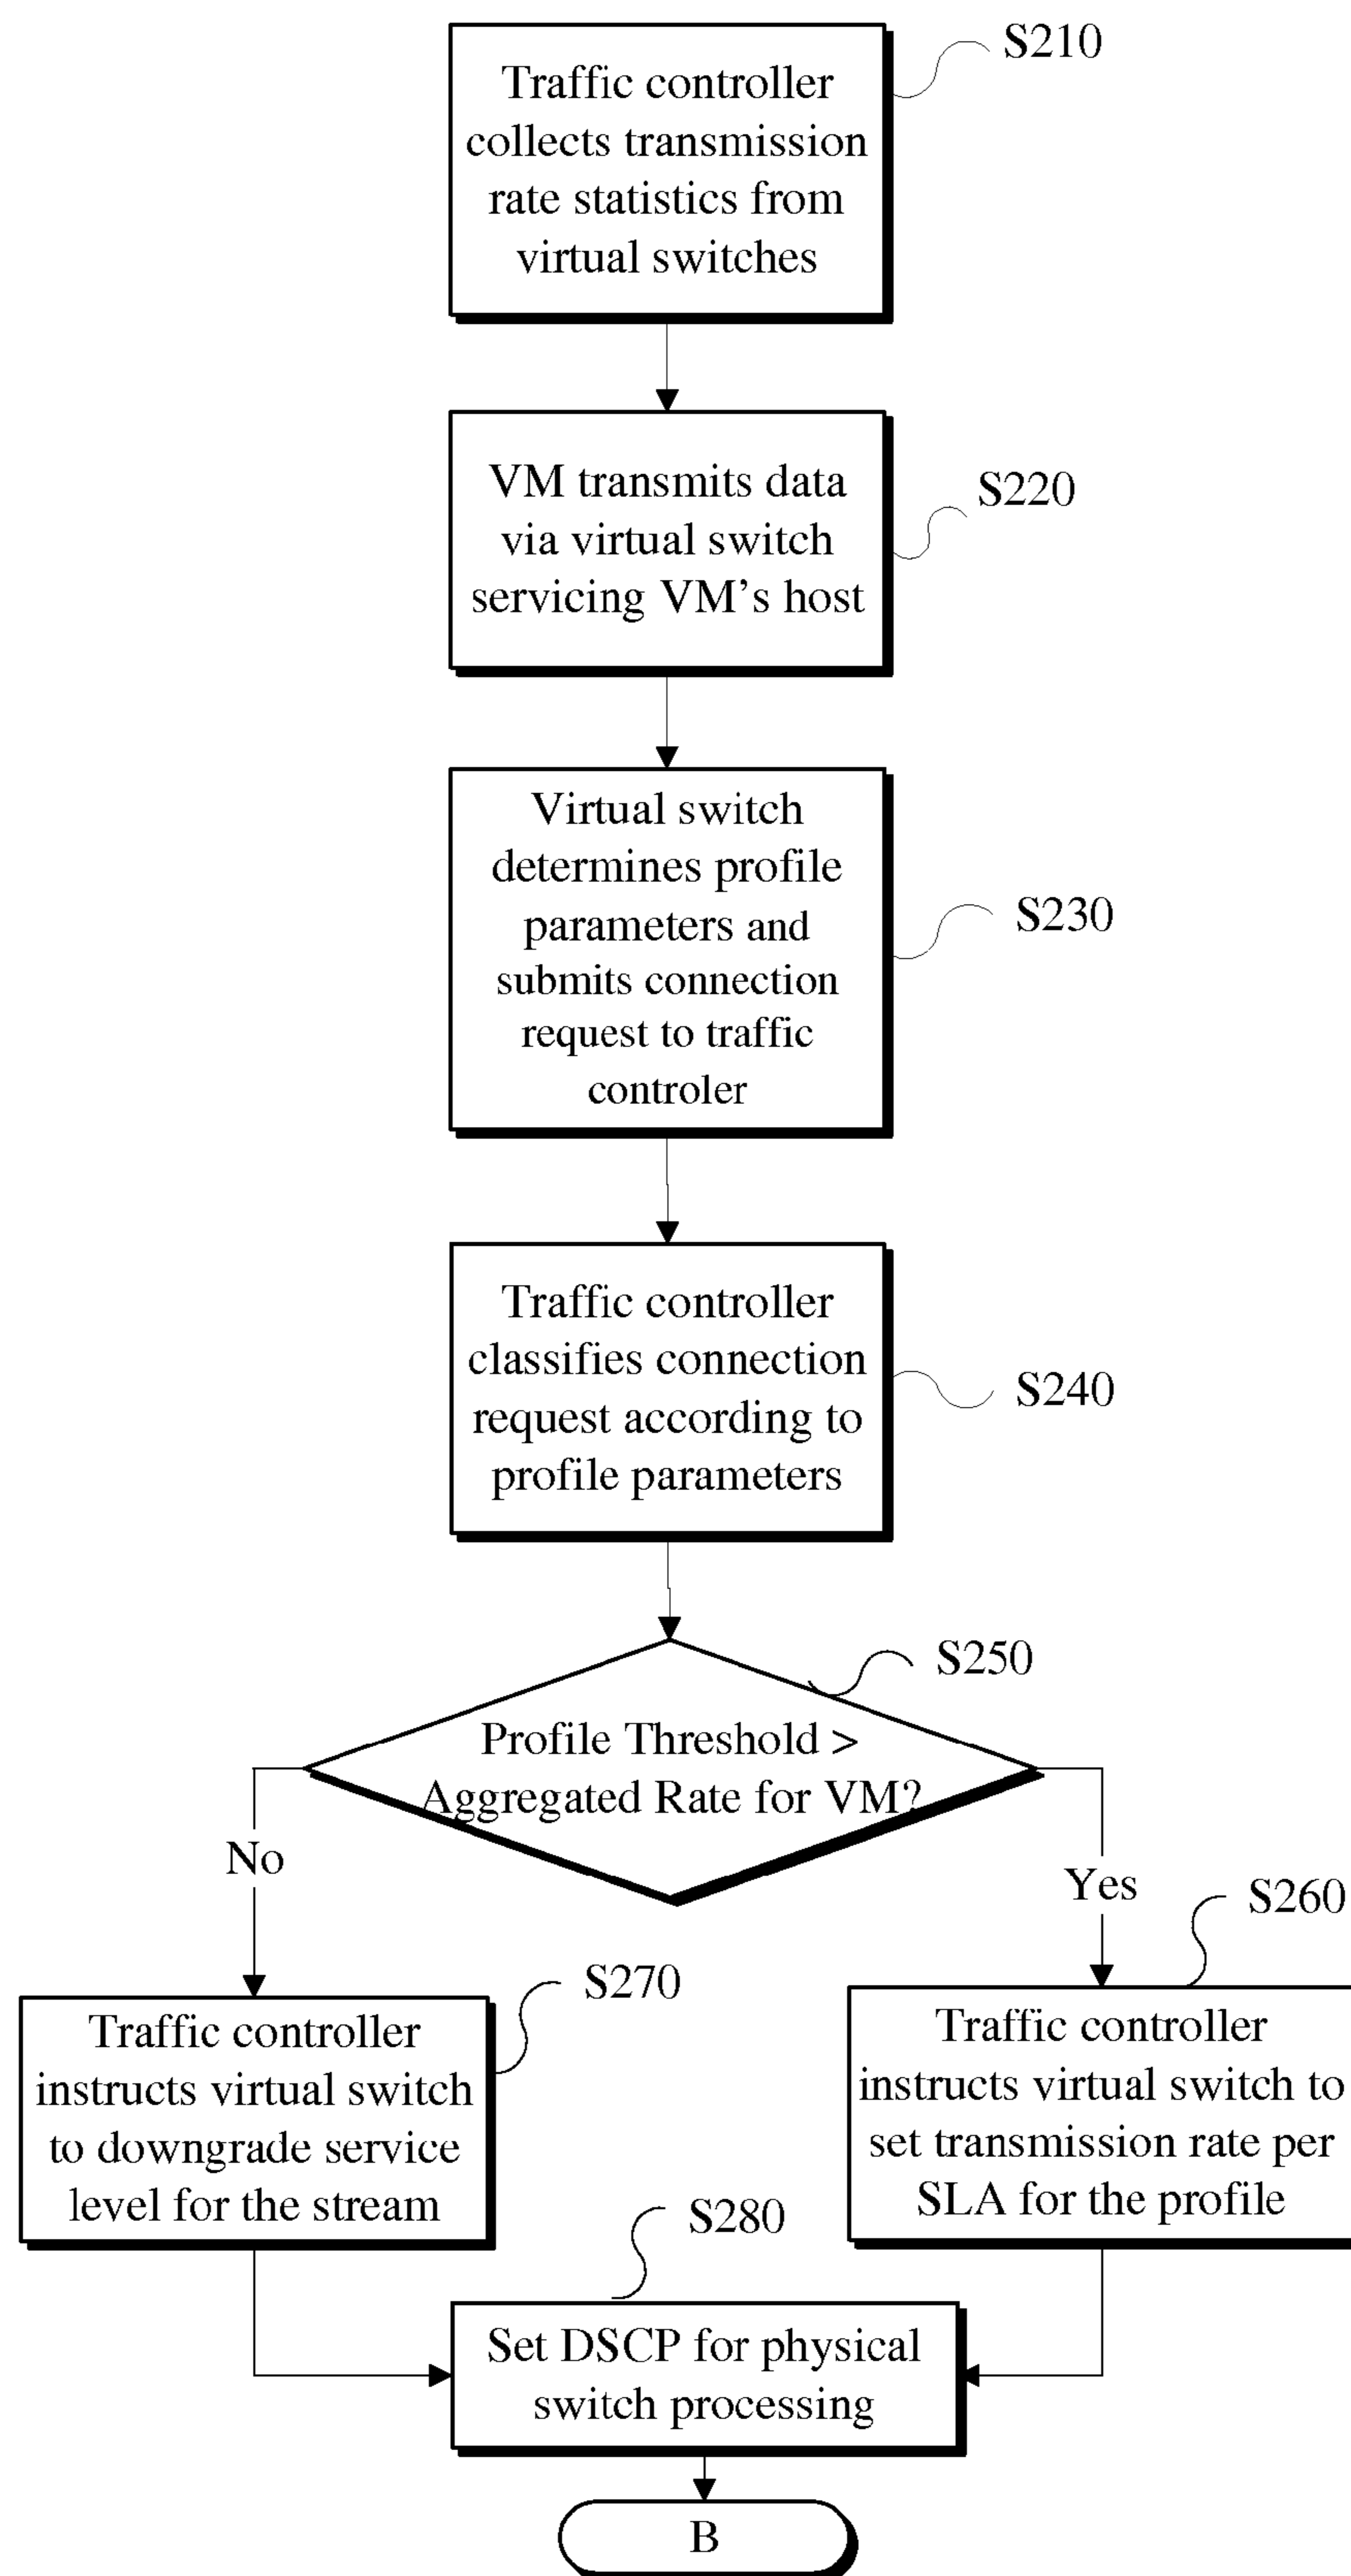 Traffic controller
collects transmission
rate statistics from
virtual switches
S210
VM transmits data
via virtual switch
servicing VM's host
S220
Virtual switch
determines profile
parameters and
submits connection
request to traffic
controler
S230
Traffic controller
classifies connection
request according to
profile parameters
S240
S250
Profile Threshold >
Aggregated Rate for VM?
No
Yes
S260
S270
Traffic controller
instructs virtual switch
to downgrade service
level for the stream
Traffic controller
instructs virtual switch to
set transmission rate per
SLA for the profile
S280
Set DSCP for physical
switch processing
B